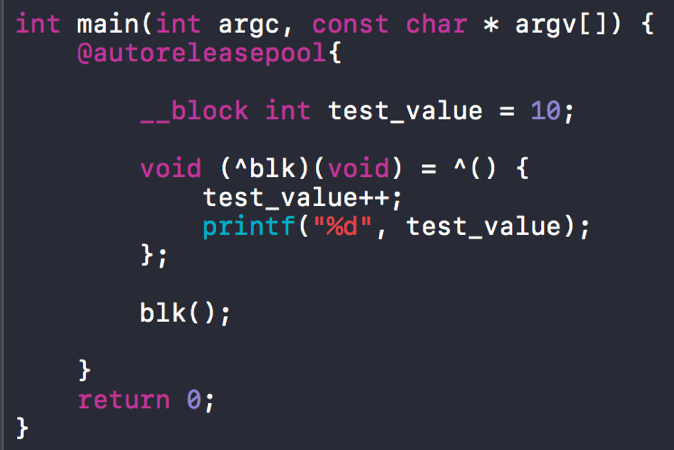 int main(int argc, const char * argv[]) {
    @autoreleasepool{
        __block int test_value = 10;
        void (^blk)(void) = ^() {
            test_value++;
            printf("%d", test_value);
        };
        blk();
    }
    return 0;
}